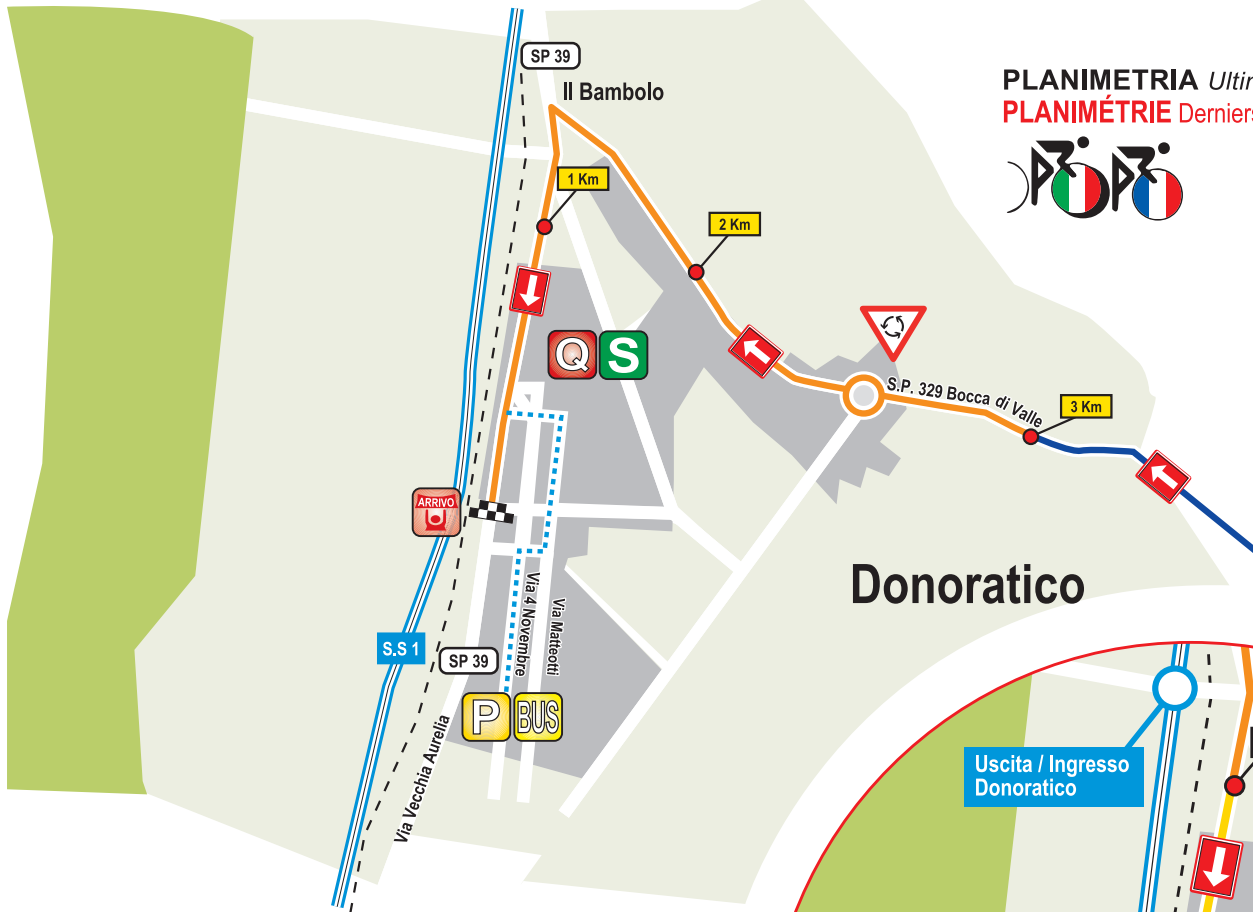 SP 39
Il Bambolo
PLANIMETRIA Ultim
PLANIMÉTRIE Derniers
1 Km
2 Km
Q S
S.P. 329 Bocca di Valle
3 Km
ARRIVO
Donoratico
Via 4 Novembre
Via Matteotti
S.S 1
SP 39
P BUS
Via Vecchia Aurelia
Uscita / Ingresso
Donoratico